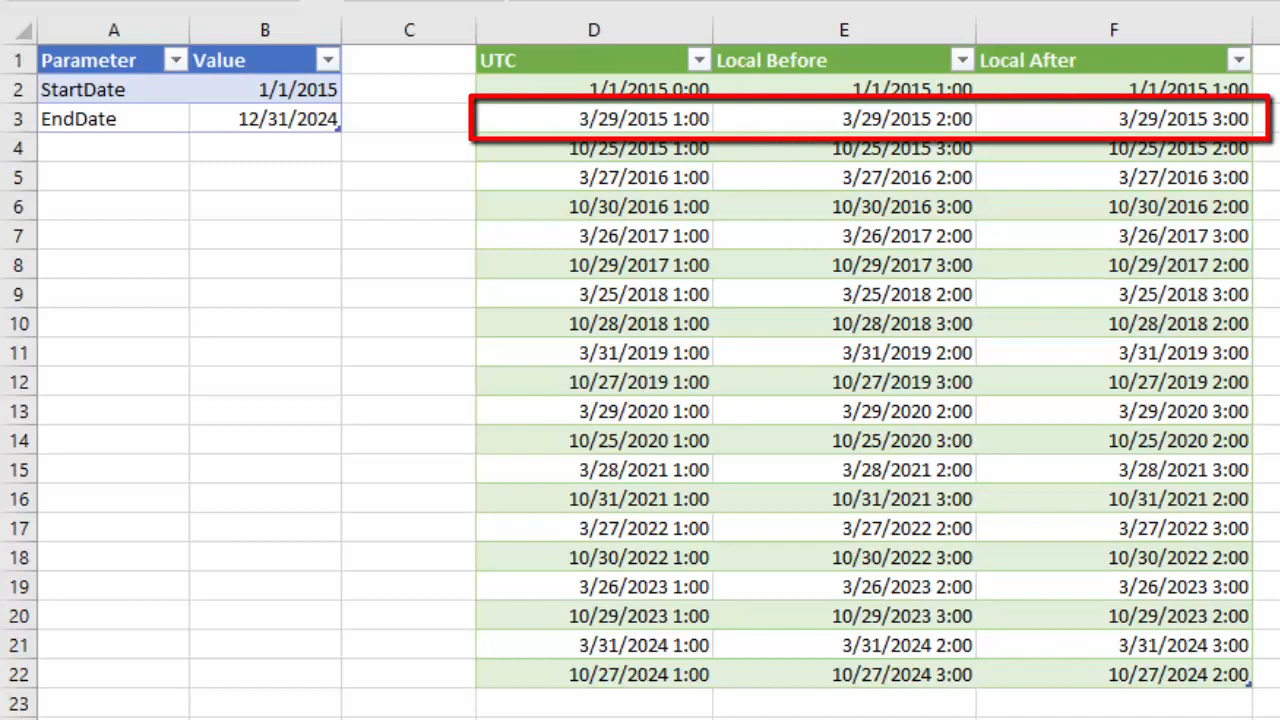 A B C D E F
1 Parameter Value UTC Local Before Local After
2 StartDate 1/1/2015 1/1/2015 0:00 1/1/2015 1:00 1/1/2015 1:00
3 EndDate 12/31/2024 3/29/2015 1:00 3/29/2015 2:00 3/29/2015 3:00
4 10/25/2015 1:00 10/25/2015 3:00 10/25/2015 2:00
5 3/27/2016 1:00 3/27/2016 2:00 3/27/2016 3:00
6 10/30/2016 1:00 10/30/2016 3:00 10/30/2016 2:00
7 3/26/2017 1:00 3/26/2017 2:00 3/26/2017 3:00
8 10/29/2017 1:00 10/29/2017 3:00 10/29/2017 2:00
9 3/25/2018 1:00 3/25/2018 2:00 3/25/2018 3:00
10 10/28/2018 1:00 10/28/2018 3:00 10/28/2018 2:00
11 3/31/2019 1:00 3/31/2019 2:00 3/31/2019 3:00
12 10/27/2019 1:00 10/27/2019 3:00 10/27/2019 2:00
13 3/29/2020 1:00 3/29/2020 2:00 3/29/2020 3:00
14 10/25/2020 1:00 10/25/2020 3:00 10/25/2020 2:00
15 3/28/2021 1:00 3/28/2021 2:00 3/28/2021 3:00
16 10/31/2021 1:00 10/31/2021 3:00 10/31/2021 2:00
17 3/27/2022 1:00 3/27/2022 2:00 3/27/2022 3:00
18 10/30/2022 1:00 10/30/2022 3:00 10/30/2022 2:00
19 3/26/2023 1:00 3/26/2023 2:00 3/26/2023 3:00
20 10/29/2023 1:00 10/29/2023 3:00 10/29/2023 2:00
21 3/31/2024 1:00 3/31/2024 2:00 3/31/2024 3:00
22 10/27/2024 1:00 10/27/2024 3:00 10/27/2024 2:00
23